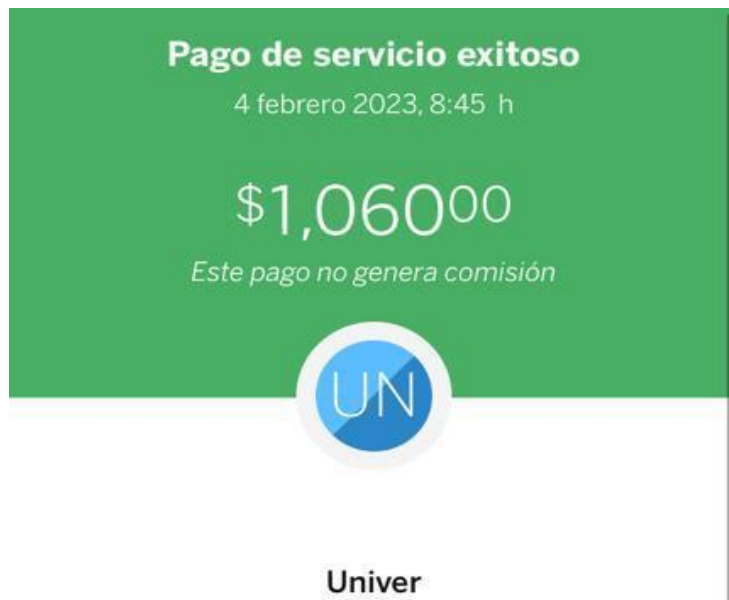 Pago de servicio exitoso
4 febrero 2023, 8:45 h
$1,06000
Este pago no genera comisión
UN
Univer